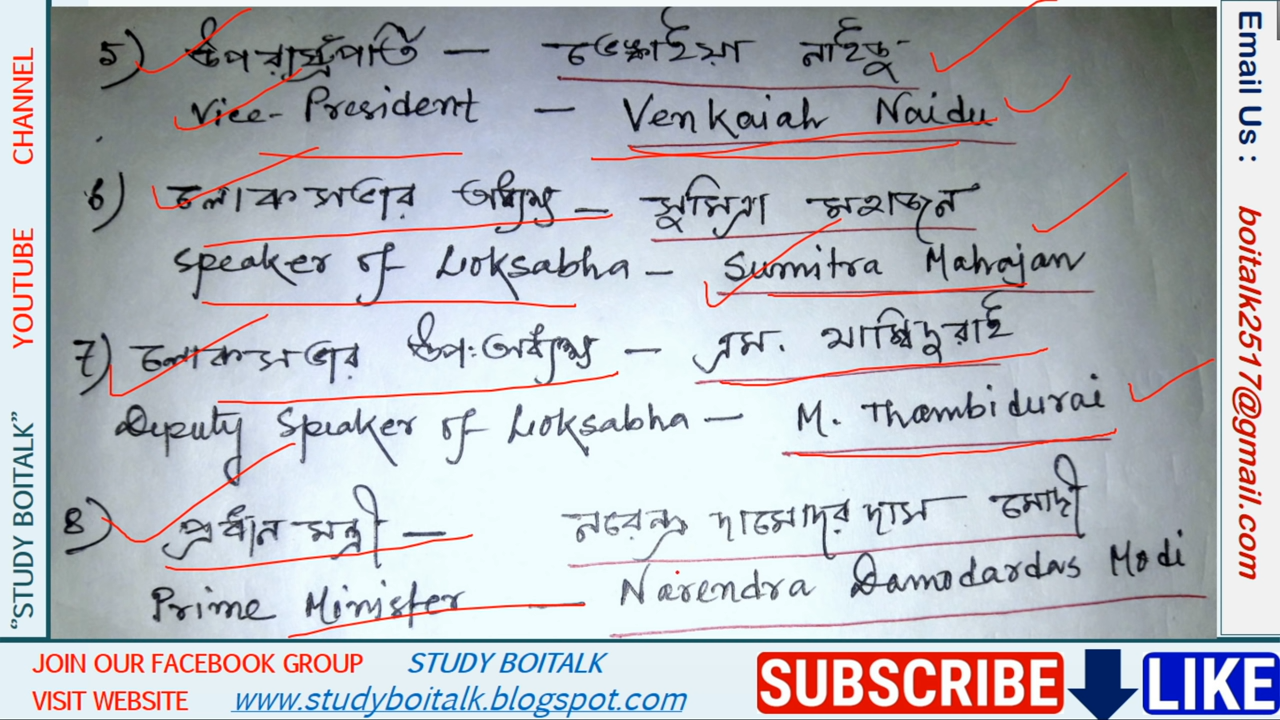 5) উপরাষ্ট্রপতি — ভেঙ্কাইয়া নাইডু
Vice-President — Venkaiah Naidu
6) লোকসভার অধ্যক্ষ — সুমিত্রা মহাজন
Speaker of Loksabha — Sumitra Mahajan
7) লোকসভার উপঃঅধ্যক্ষ — এম. থাম্বিদুরাই
Deputy Speaker of Loksabha — M. Thambidurai
8) প্রধান মন্ত্রী — নরেন্দ্র দামোদর দাস মোদী
Prime Minister — Narendra Damodardas Modi
"STUDY BOITALK" YOUTUBE CHANNEL
Email Us : boitalk2517@gmail.com
JOIN OUR FACEBOOK GROUP STUDY BOITALK
VISIT WEBSITE www.studyboitalk.blogspot.com
SUBSCRIBE LIKE